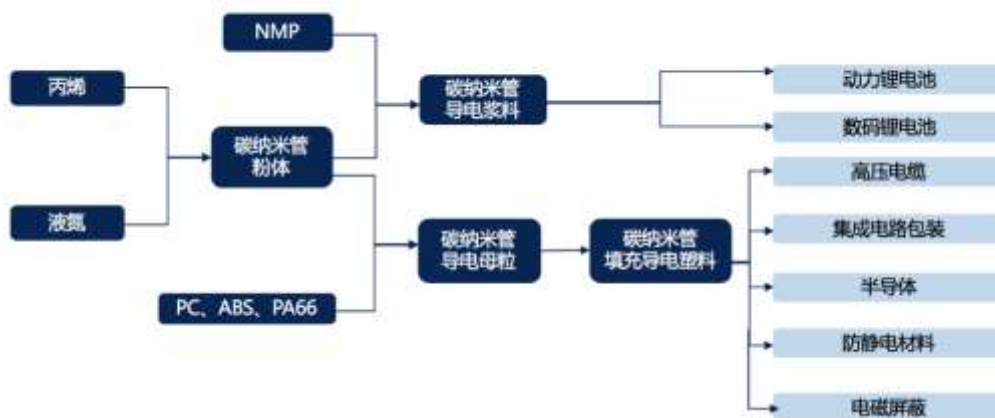 NMP
丙烯
碳纳米管
导电浆料
动力锂电池
数码锂电池
碳纳米管
粉体
高压电缆
液氮
碳纳米管
导电母粒
碳纳米管
填充导电塑料
集成电路包装
半导体
PC、ABS、PA66
防静电材料
电磁屏蔽